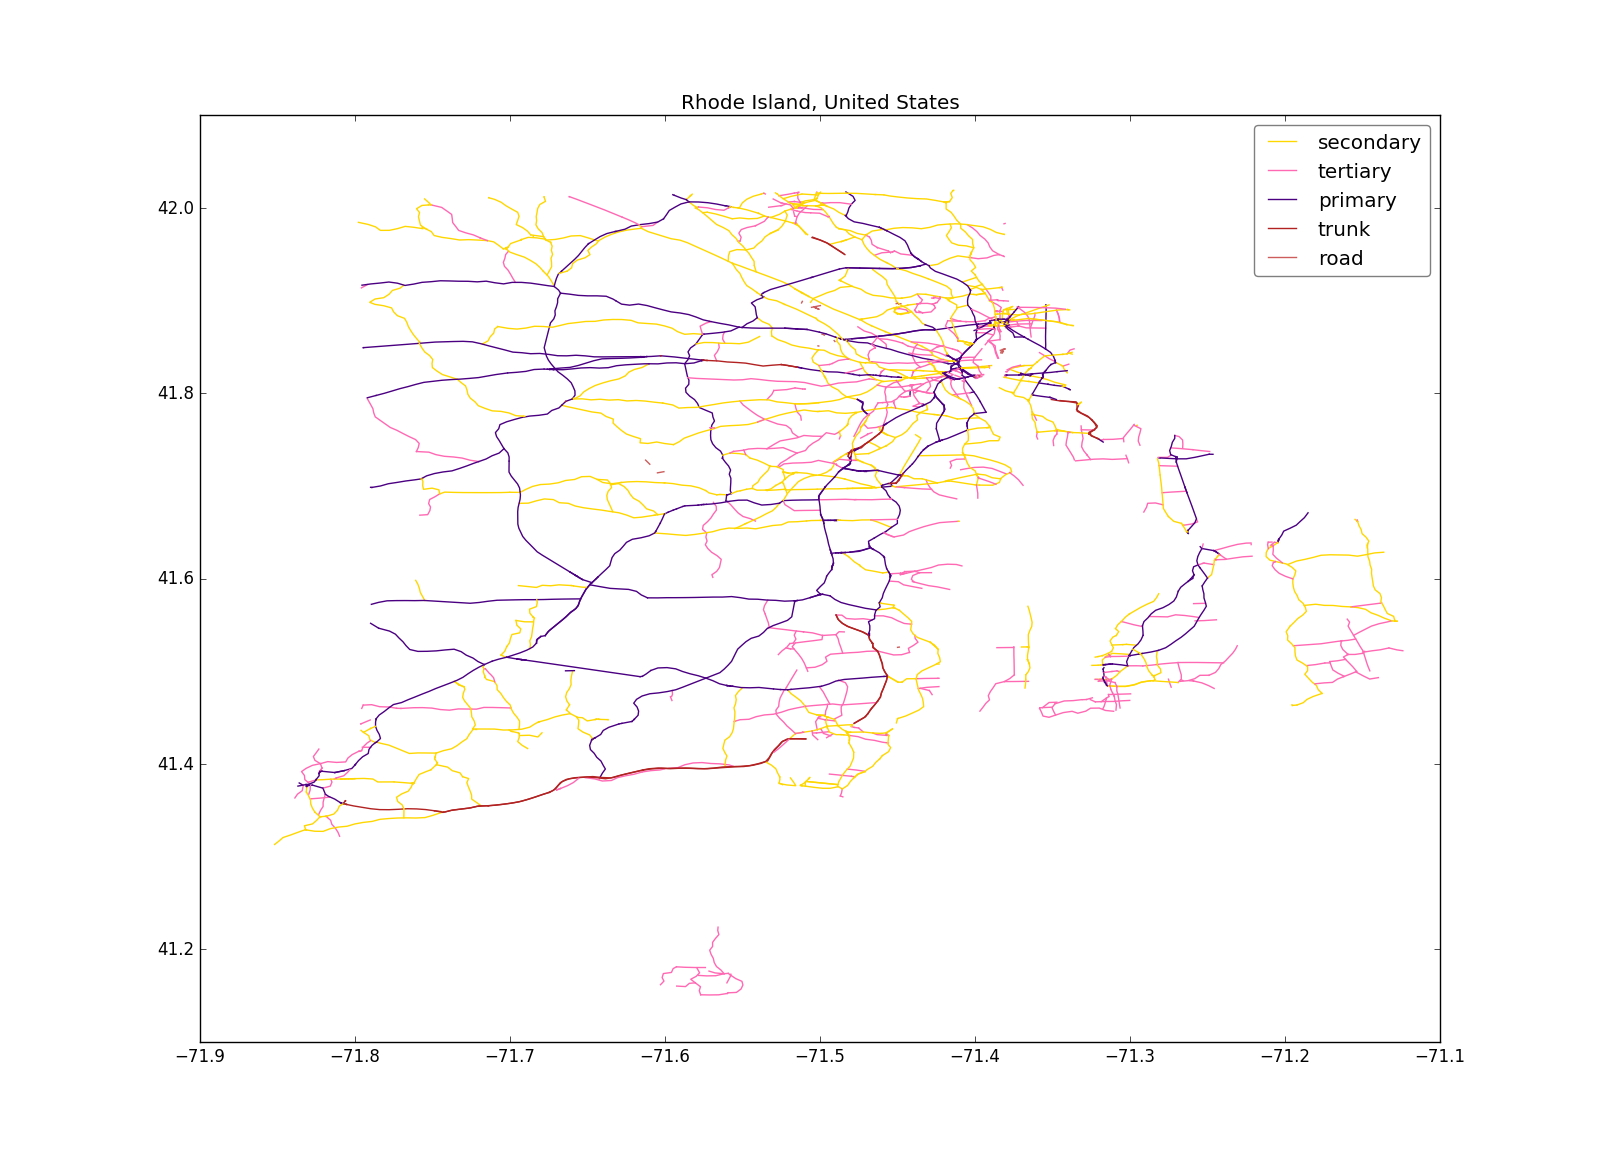 Rhode Island, United States
secondary
tertiary
primary
trunk
road
42.0
41.8
41.6
41.4
41.2
−71.9
−71.8
−71.7
−71.6
−71.5
−71.4
−71.3
−71.2
−71.1